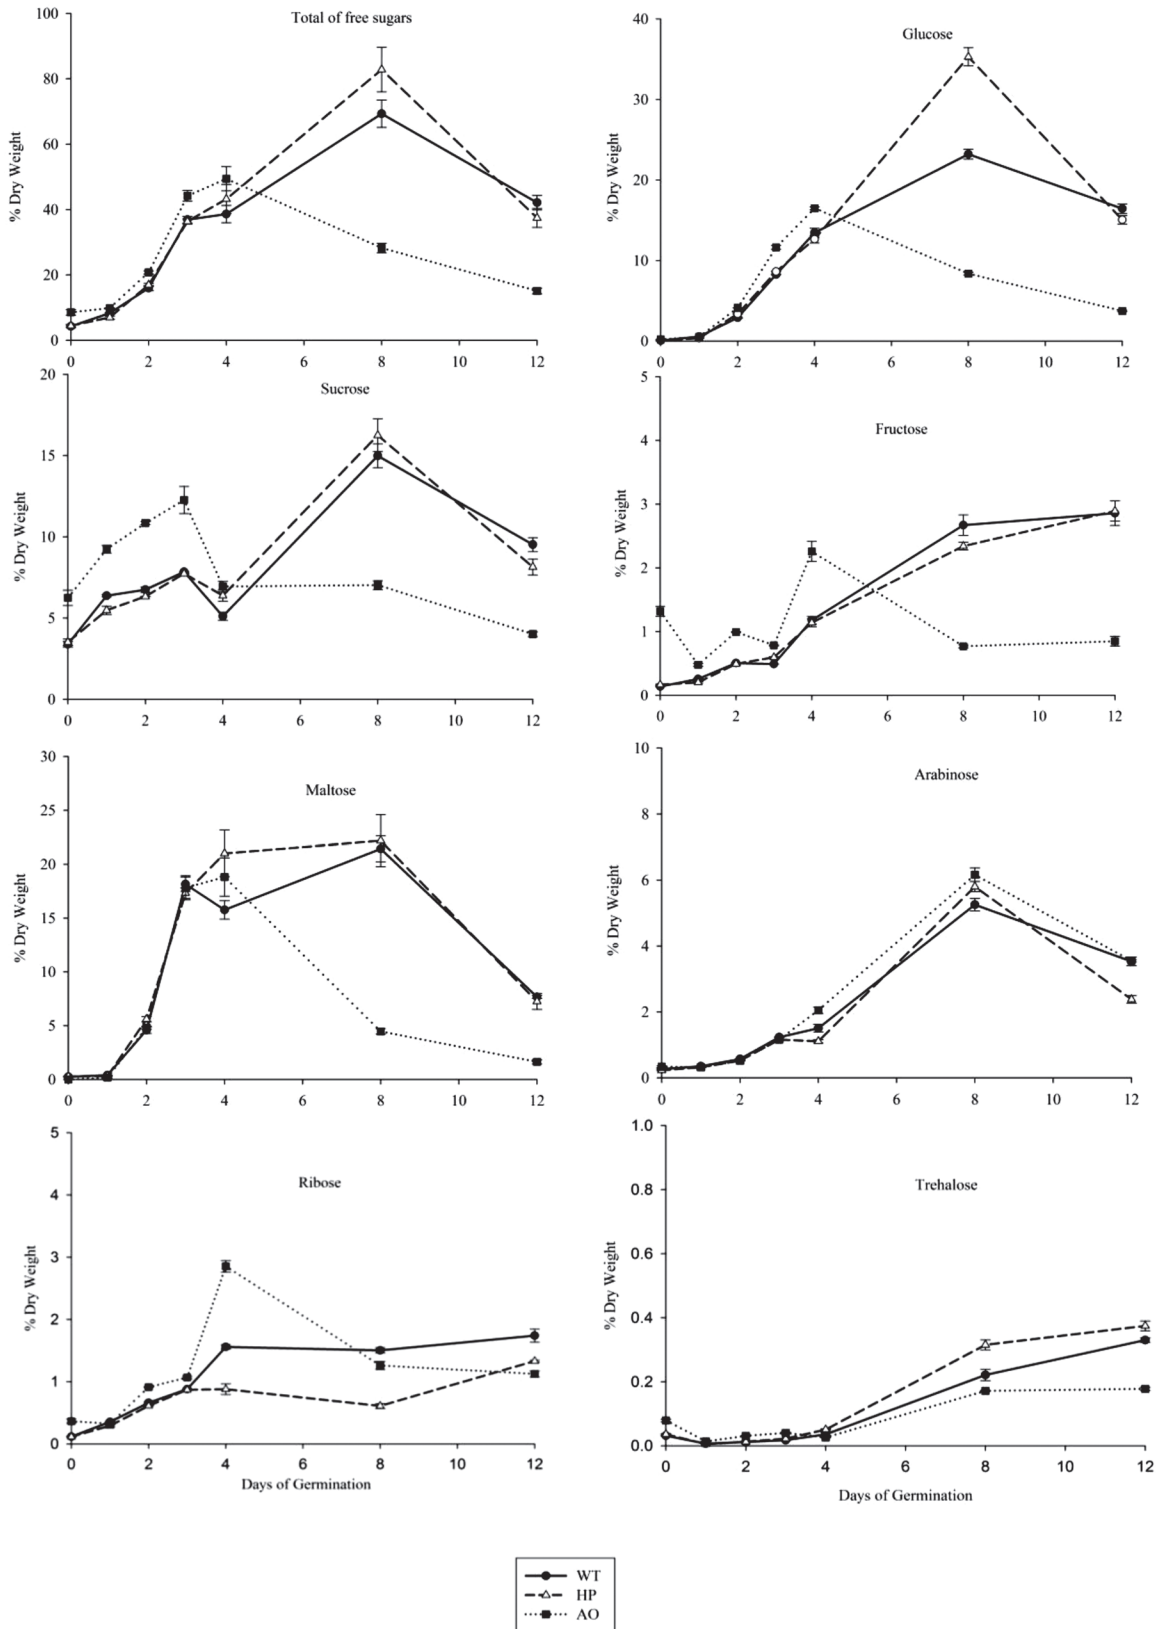 Total of free sugars
100
80
60
40
20
0
% Dry Weight
0 2 4 6 8 10 12
Glucose
40
30
20
10
0
% Dry Weight
0 2 4 6 8 10 12
Sucrose
20
15
10
5
0
% Dry Weight
0 2 4 6 8 10 12
Fructose
5
4
3
2
1
0
% Dry Weight
0 2 4 6 8 10 12
Maltose
30
25
20
15
10
5
0
% Dry Weight
0 2 4 6 8 10 12
Arabinose
10
8
6
4
2
0
% Dry Weight
0 2 4 6 8 10 12
Ribose
5
4
3
2
1
0
% Dry Weight
0 2 4 6 8 10 12
Days of Germination
Trehalose
1.0
0.8
0.6
0.4
0.2
0.0
% Dry Weight
0 2 4 6 8 10 12
Days of Germination
WT
HP
AO